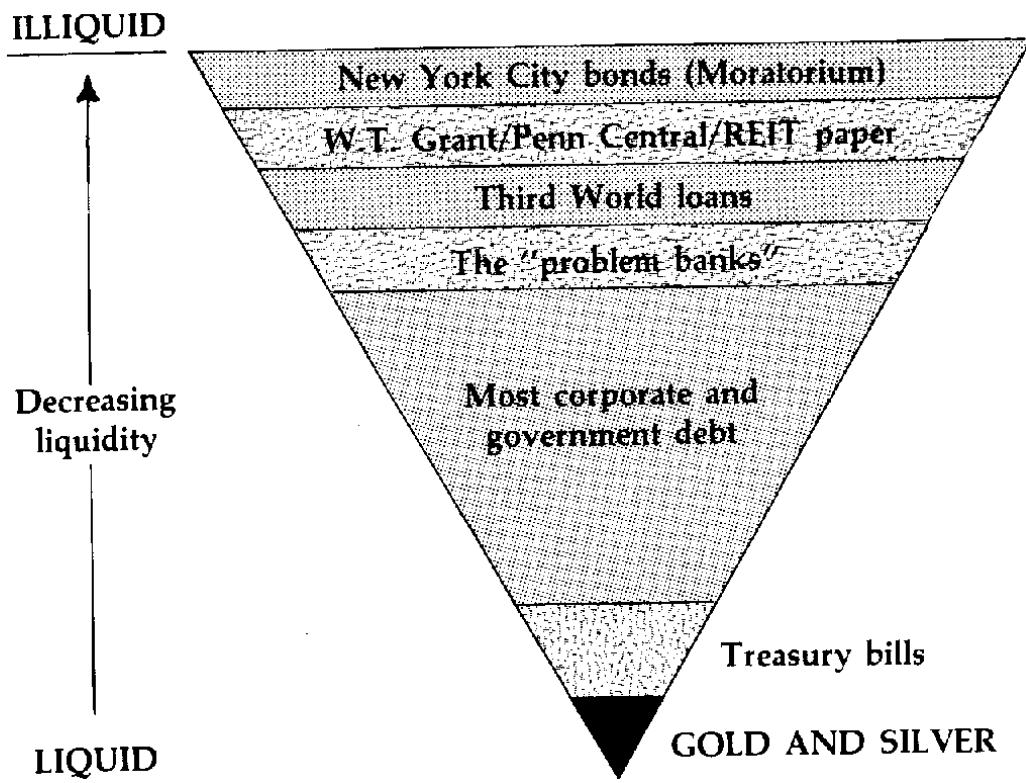 ILLIQUID
New York City bonds (Moratorium)
W.T. Grant/Penn Central/REIT paper
Third World loans
The "problem banks"
Decreasing
liquidity
Most corporate and
government debt
Treasury bills
GOLD AND SILVER
LIQUID